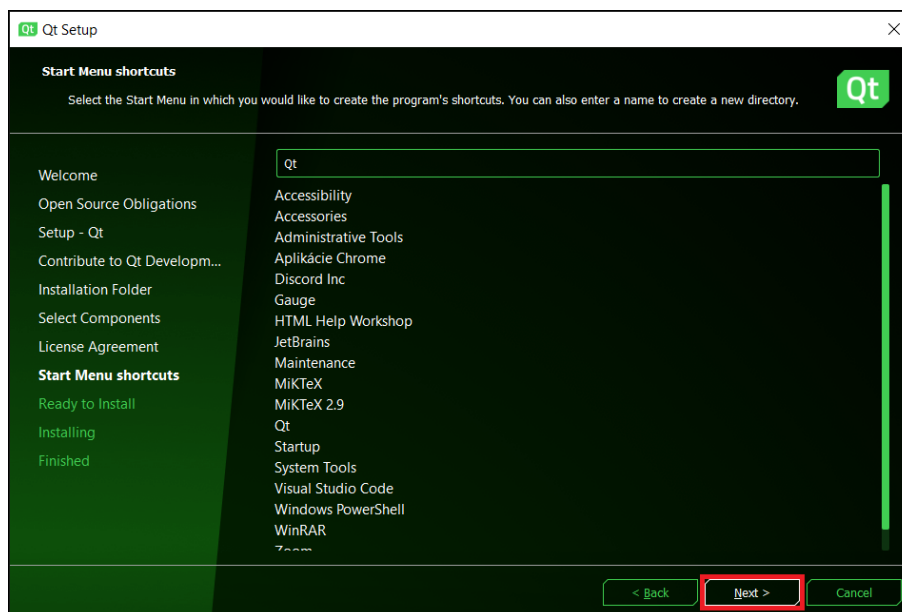 Qt Qt Setup
Start Menu shortcuts
Select the Start Menu in which you would like to create the program's shortcuts. You can also enter a name to create a new directory.
Qt
Welcome
Open Source Obligations
Setup - Qt
Contribute to Qt Developm...
Installation Folder
Select Components
License Agreement
Start Menu shortcuts
Ready to Install
Installing
Finished
Qt
Accessibility
Accessories
Administrative Tools
Aplikácie Chrome
Discord Inc
Gauge
HTML Help Workshop
JetBrains
Maintenance
MiKTeX
MiKTeX 2.9
Qt
Startup
System Tools
Visual Studio Code
Windows PowerShell
WinRAR
Zoom
< Back
Next >
Cancel